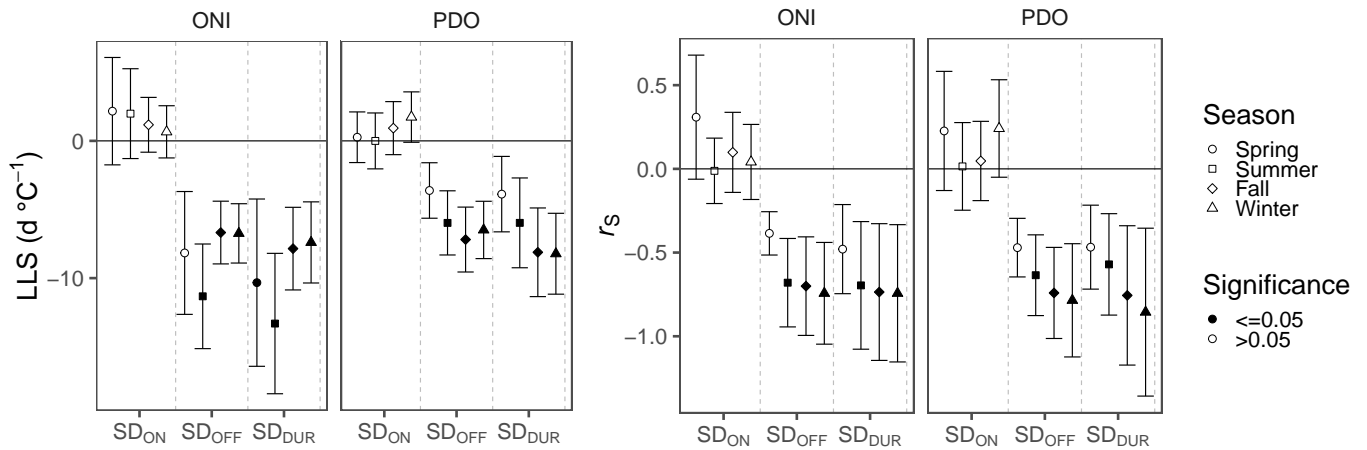 ONI
PDO
LLS (d °C⁻¹)
0
−10
SD_ON SD_OFF SD_DUR
SD_ON SD_OFF SD_DUR
ONI
PDO
r_S
0.5
0.0
−0.5
−1.0
SD_ON SD_OFF SD_DUR
SD_ON SD_OFF SD_DUR
Season
Spring
Summer
Fall
Winter
Significance
<=0.05
>0.05